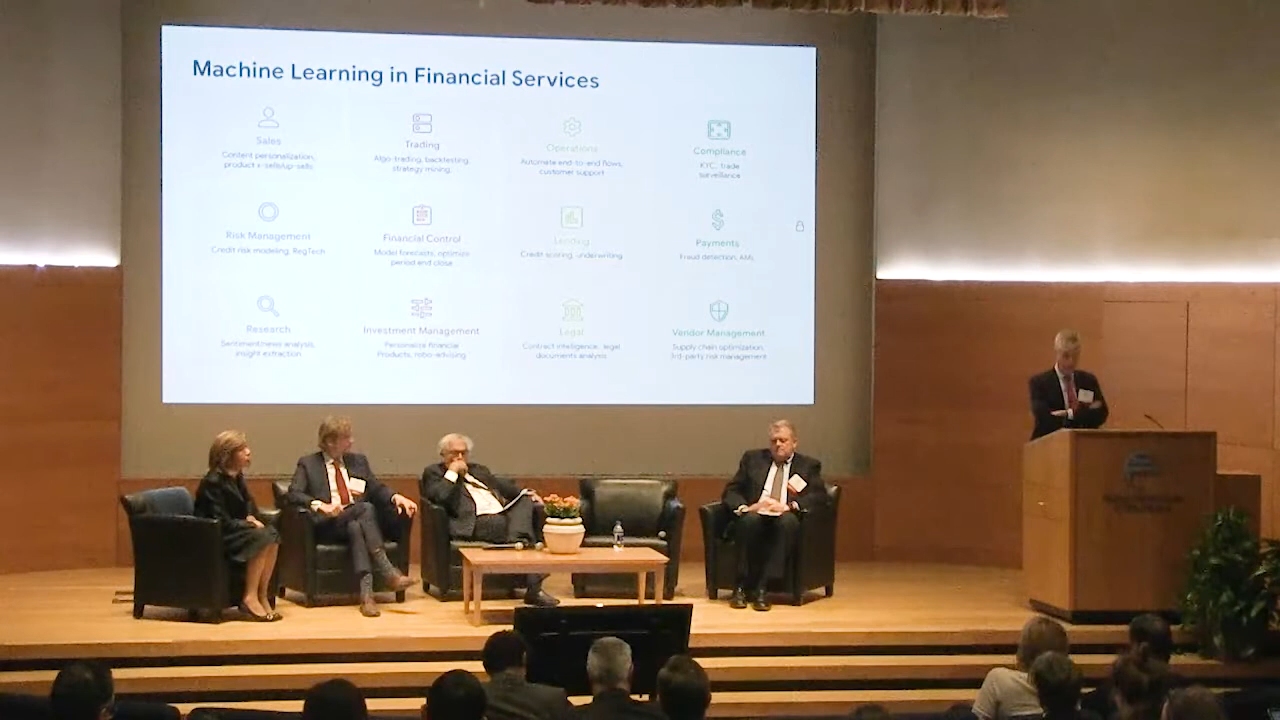 Machine Learning in Financial Services
Sales
Content personalization,
product x-sells/up-sells
Trading
Algo-trading, backtesting,
strategy mining
Operations
Automate end-to-end flows,
customer support
Compliance
KYC, trade
surveillance
Risk Management
Credit risk modeling, RegTech
Financial Control
Model forecasts, optimize
period end close
Lending
Credit scoring, underwriting
Payments
Fraud detection, AML
Research
Sentiment/news analysis,
insight extraction
Investment Management
Personalize financial
Products, robo-advising
Legal
Contract intelligence, legal
documents analysis
Vendor Management
Supply chain optimization,
3rd-party risk management